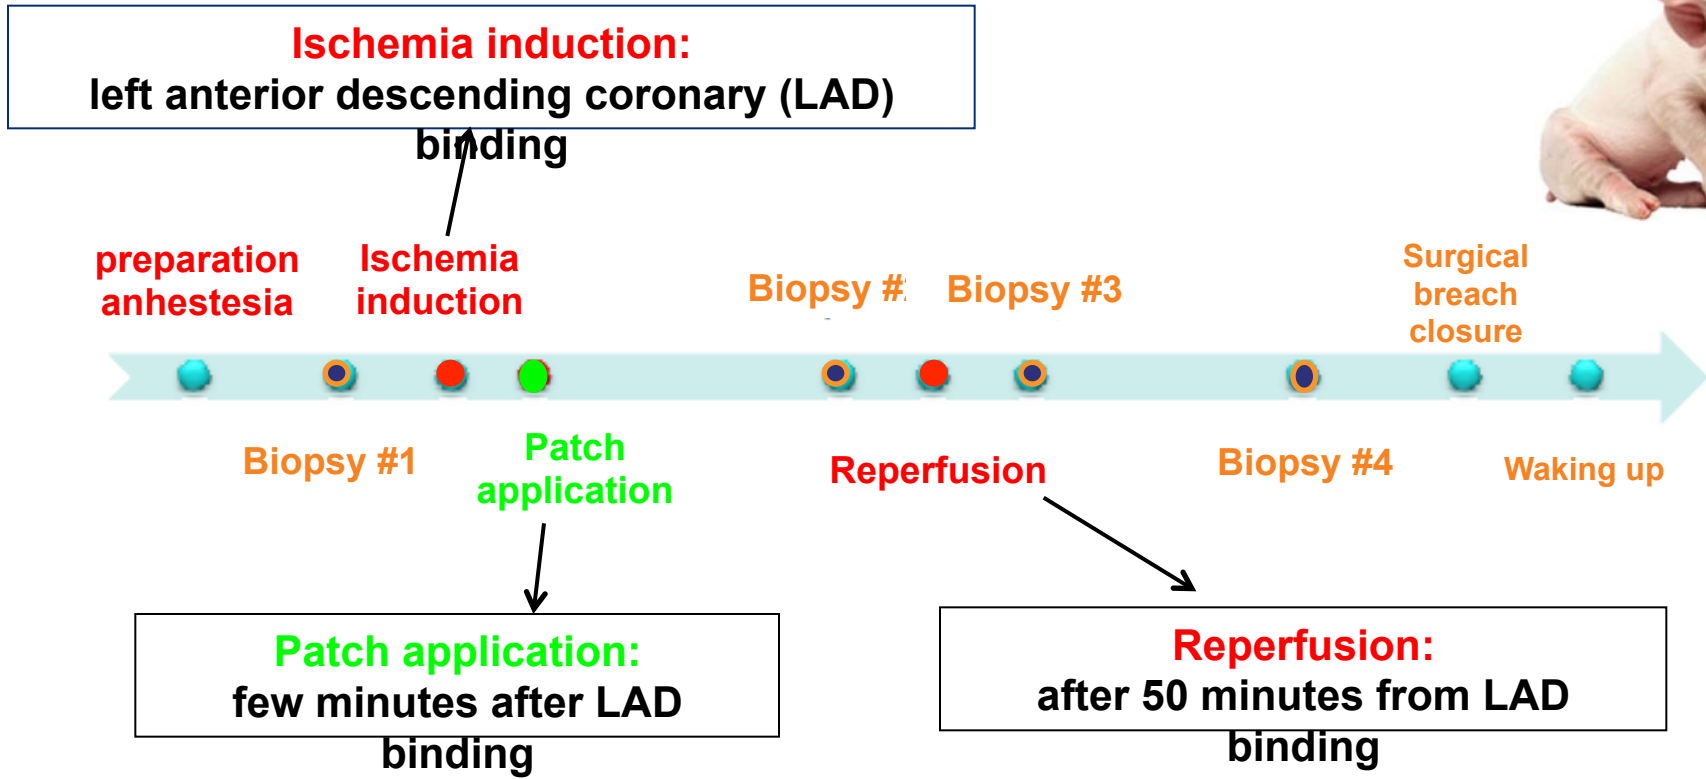 Ischemia induction:
left anterior descending coronary (LAD)
binding
preparation
anhestesia
Ischemia
induction
Biopsy #
Biopsy #3
Surgical
breach
closure
Biopsy #1
Patch
application
Reperfusion
Biopsy #4
Waking up
Patch application:
few minutes after LAD
binding
Reperfusion:
after 50 minutes from LAD
binding